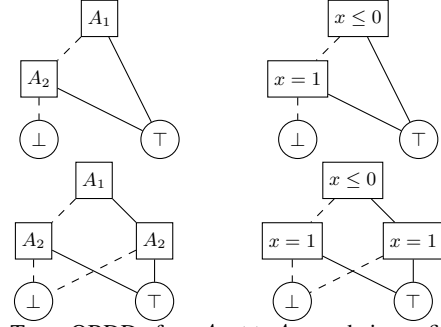 A₁ x ≤ 0
A₂ x = 1
⊥ ⊤ ⊥ ⊤
A₁ x ≤ 0
A₂ A₂ x = 1 x = 1
⊥ ⊤ ⊥ ⊤